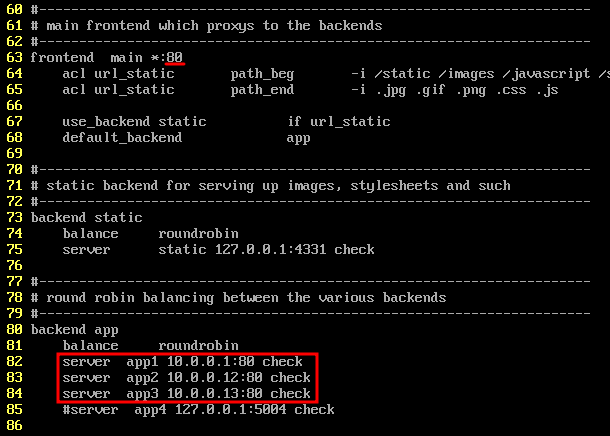 60 #---------------------------------------------------------------------
61 # main frontend which proxys to the backends
62 #---------------------------------------------------------------------
63 frontend  main *:80
64     acl url_static       path_beg       -i /static /images /javascript /s
65     acl url_static       path_end       -i .jpg .gif .png .css .js
66
67     use_backend static          if url_static
68     default_backend             app
69
70 #---------------------------------------------------------------------
71 # static backend for serving up images, stylesheets and such
72 #---------------------------------------------------------------------
73 backend static
74     balance     roundrobin
75     server      static 127.0.0.1:4331 check
76
77 #---------------------------------------------------------------------
78 # round robin balancing between the various backends
79 #---------------------------------------------------------------------
80 backend app
81     balance     roundrobin
82     server  app1 10.0.0.1:80 check
83     server  app2 10.0.0.12:80 check
84     server  app3 10.0.0.13:80 check
85     #server  app4 127.0.0.1:5004 check
86